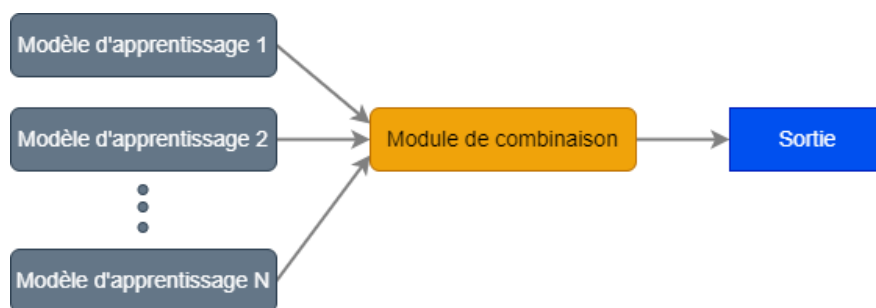 Modèle d'apprentissage 1
Modèle d'apprentissage 2
Module de combinaison
Sortie
Modèle d'apprentissage N